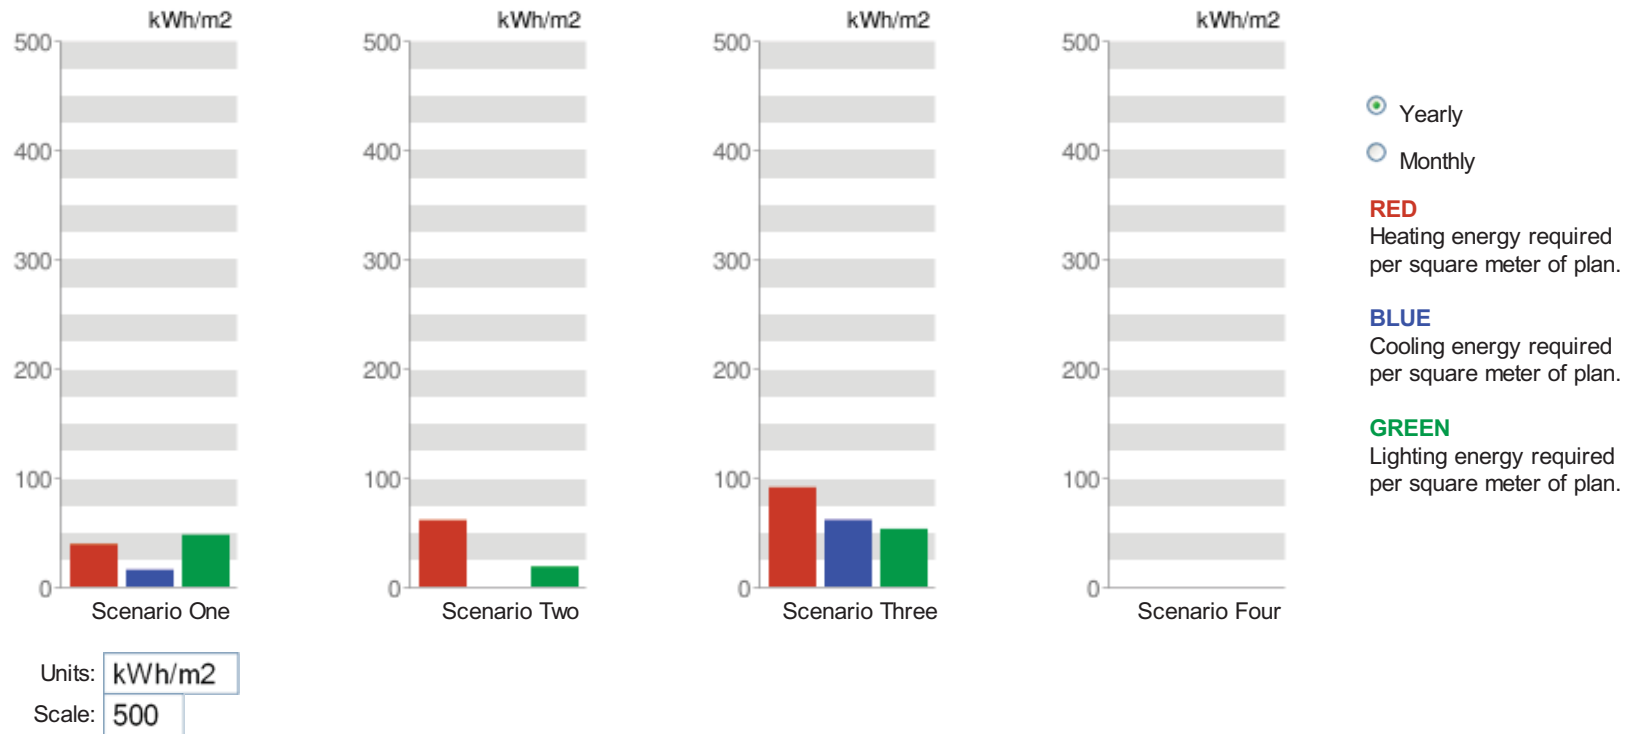 kWh/m2
500
400
300
200
100
0
Scenario One
kWh/m2
500
400
300
200
100
0
Scenario Two
kWh/m2
500
400
300
200
100
0
Scenario Three
kWh/m2
500
400
300
200
100
0
Scenario Four
Yearly
Monthly
RED
Heating energy required
per square meter of plan.
BLUE
Cooling energy required
per square meter of plan.
GREEN
Lighting energy required
per square meter of plan.
Units: kWh/m2
Scale: 500